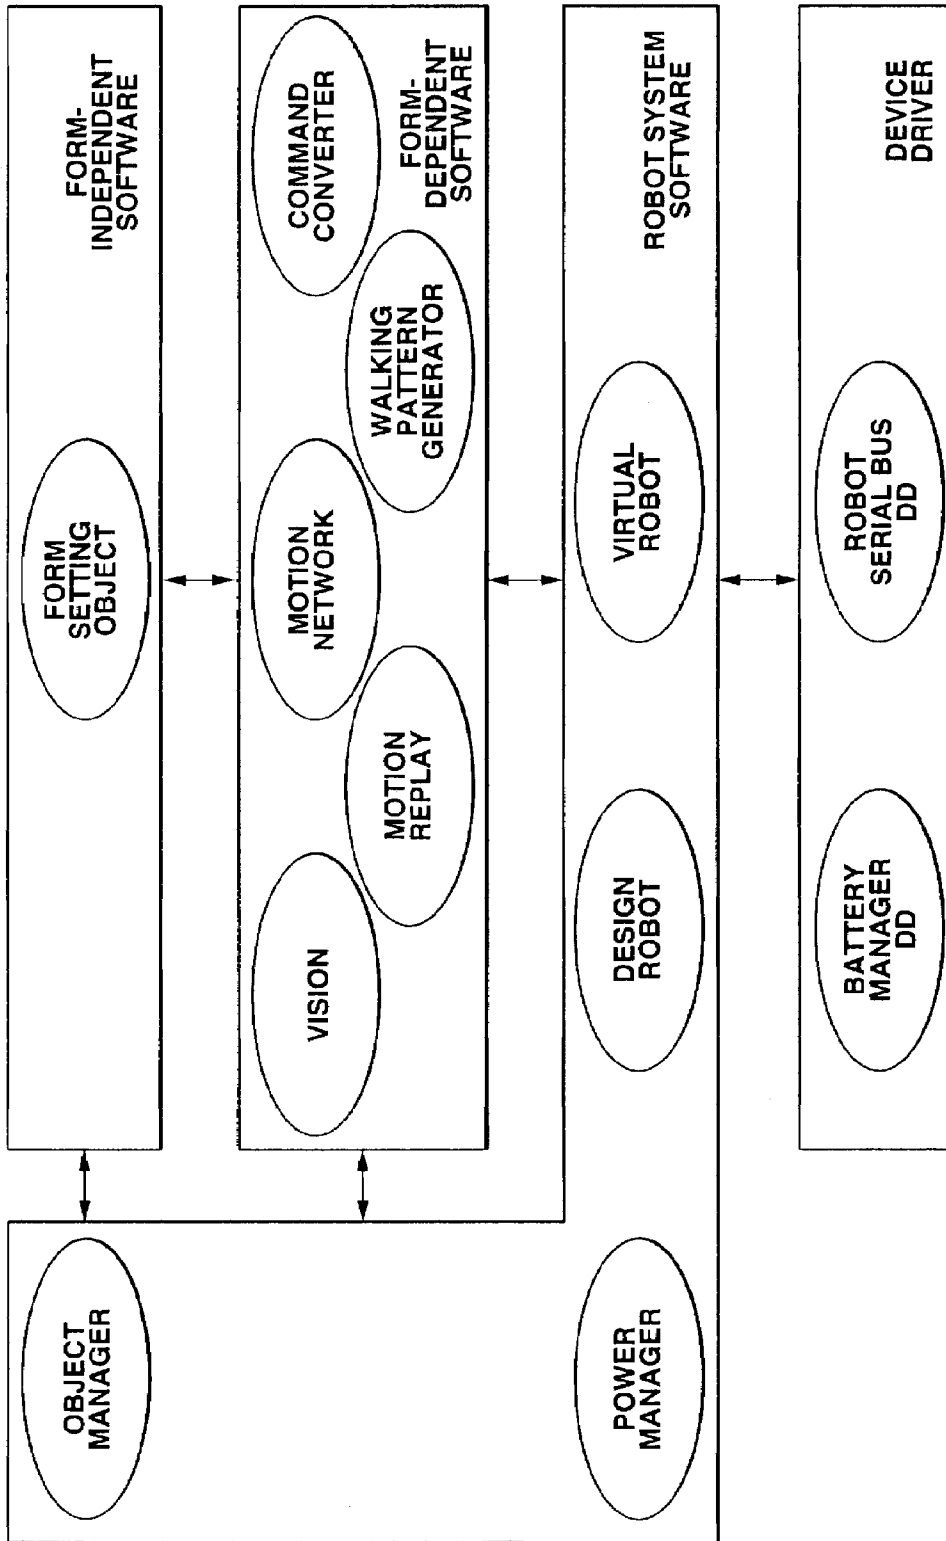 OBJECT
MANAGER
FORM
SETTING
OBJECT
FORM-
INDEPENDENT
SOFTWARE
VISION
MOTION
REPLAY
MOTION
NETWORK
WALKING
PATTERN
GENERATOR
COMMAND
CONVERTER
FORM-
DEPENDENT
SOFTWARE
POWER
MANAGER
DESIGN
ROBOT
VIRTUAL
ROBOT
ROBOT SYSTEM
SOFTWARE
BATTERY
MANAGER
DD
ROBOT
SERIAL BUS
DD
DEVICE
DRIVER